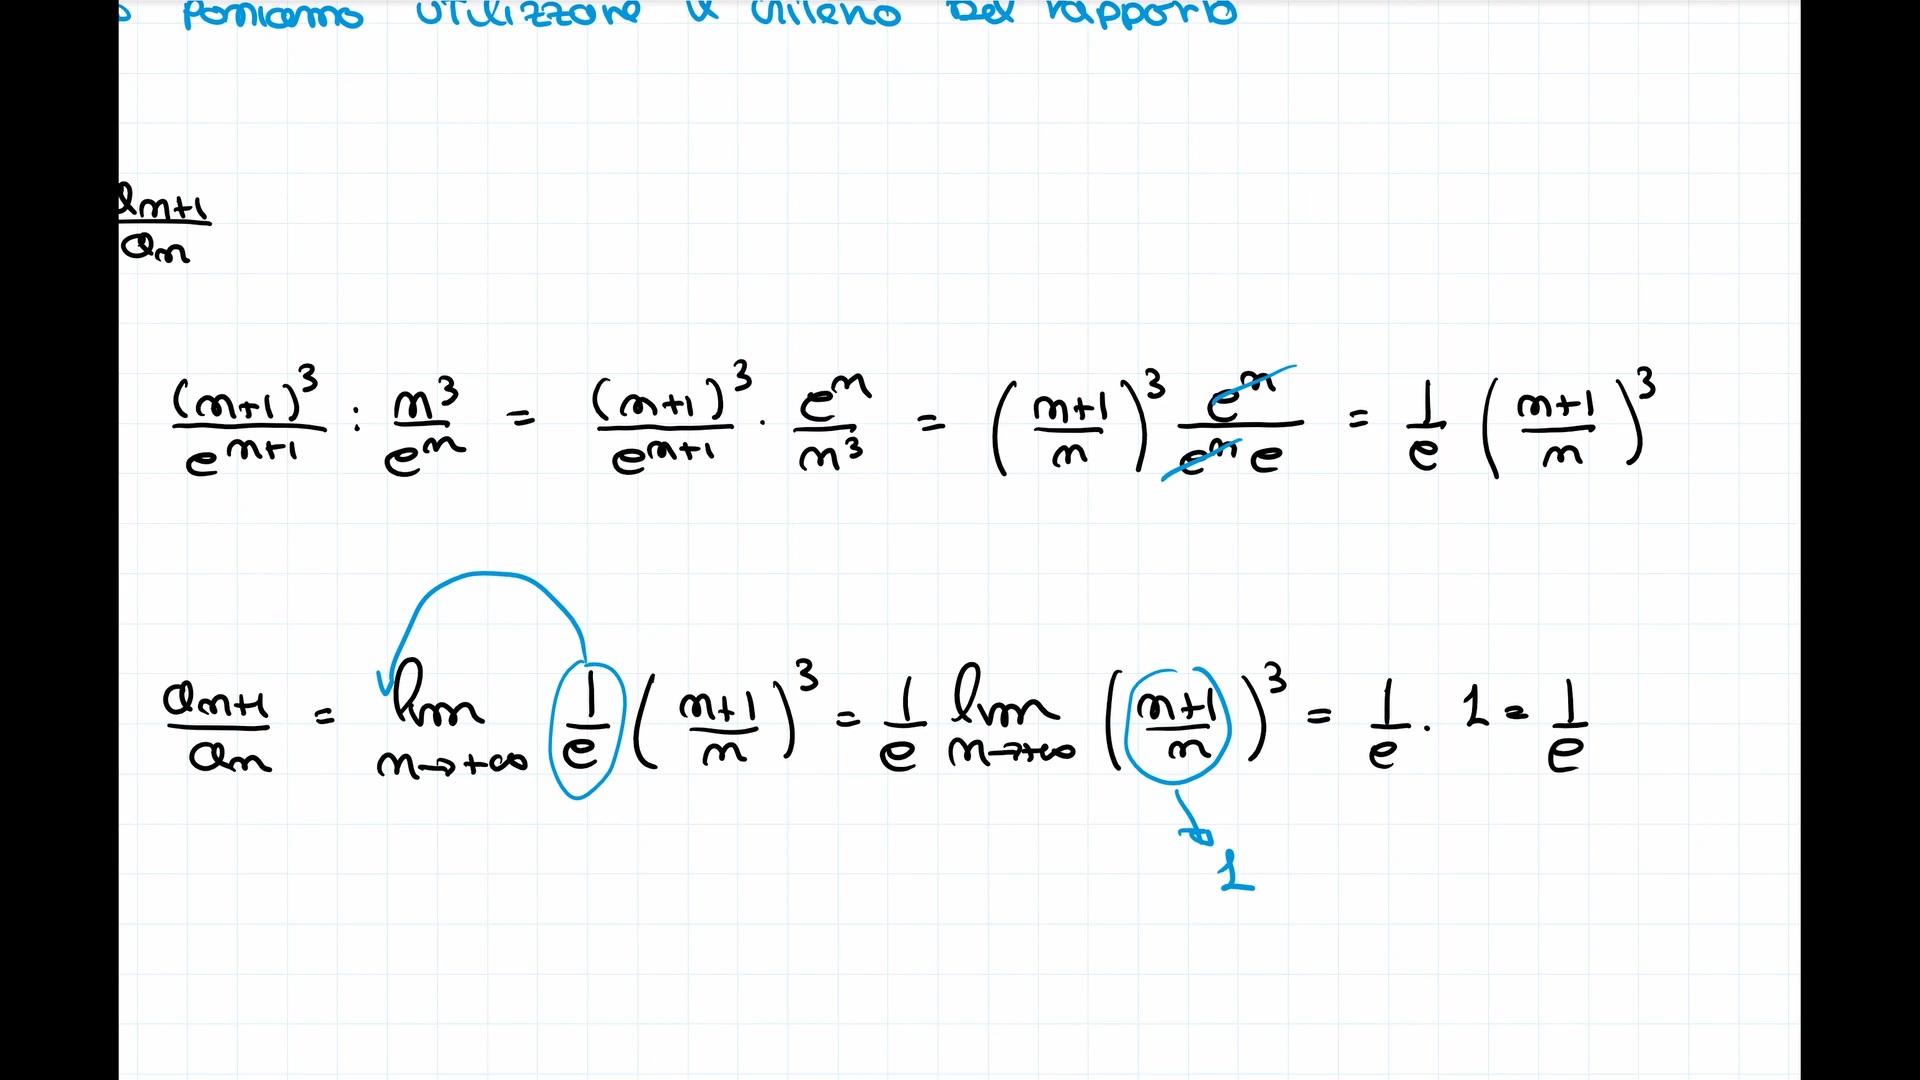 possiamo utilizzare il criterio del rapporto
a_{n+1} / a_n
(n+1)^3 / e^{n+1} : n^3 / e^n = (n+1)^3 / e^{n+1} · e^n / n^3 = ( (n+1) / n )^3 e^n / (e^n e) = 1/e ( (n+1) / n )^3
a_{n+1} / a_n = lim_{n→+∞} 1/e ( (n+1) / n )^3 = 1/e lim_{n→+∞} ( (n+1) / n )^3 = 1/e · 1 = 1/e
1